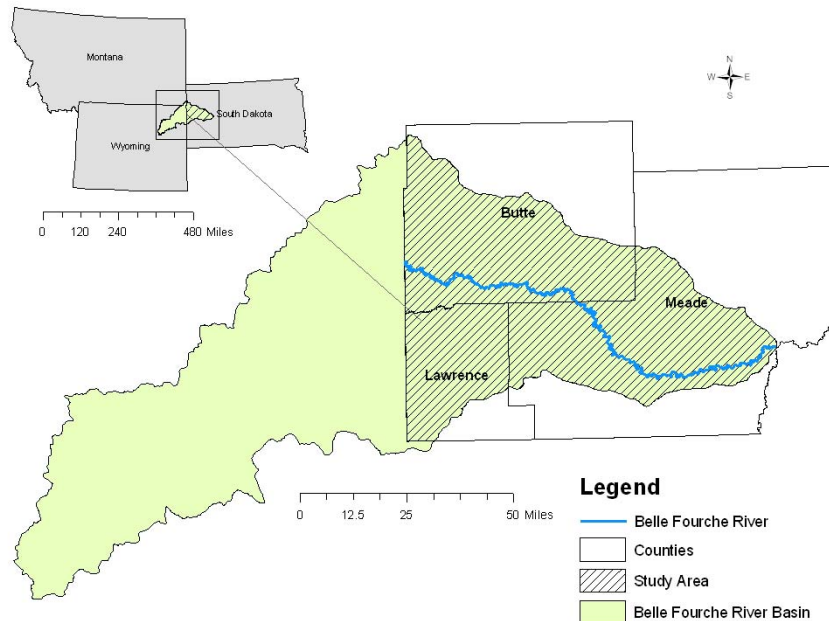 Montana
South Dakota
Wyoming
0 120 240 480 Miles
N
W E
S
Butte
Meade
Lawrence
0 12.5 25 50 Miles
Legend
Belle Fourche River
Counties
Study Area
Belle Fourche River Basin